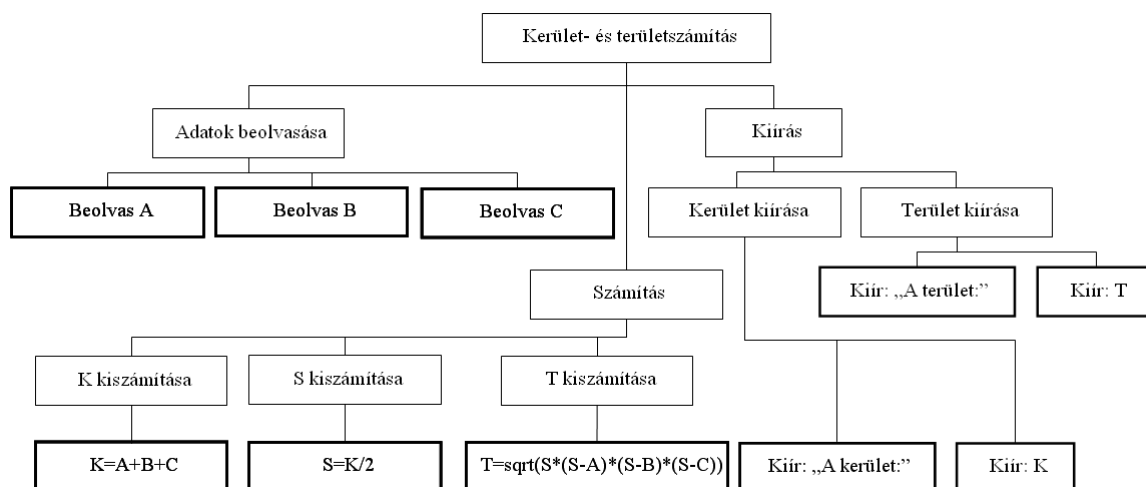 Kerület- és területszámítás
Adatok beolvasása
Kiírás
Beolvas A
Beolvas B
Beolvas C
Kerület kiírása
Terület kiírása
Számítás
Kiír: „A terület:”
Kiír: T
K kiszámítása
S kiszámítása
T kiszámítása
K=A+B+C
S=K/2
T=sqrt(S*(S-A)*(S-B)*(S-C))
Kiír: „A kerület:”
Kiír: K